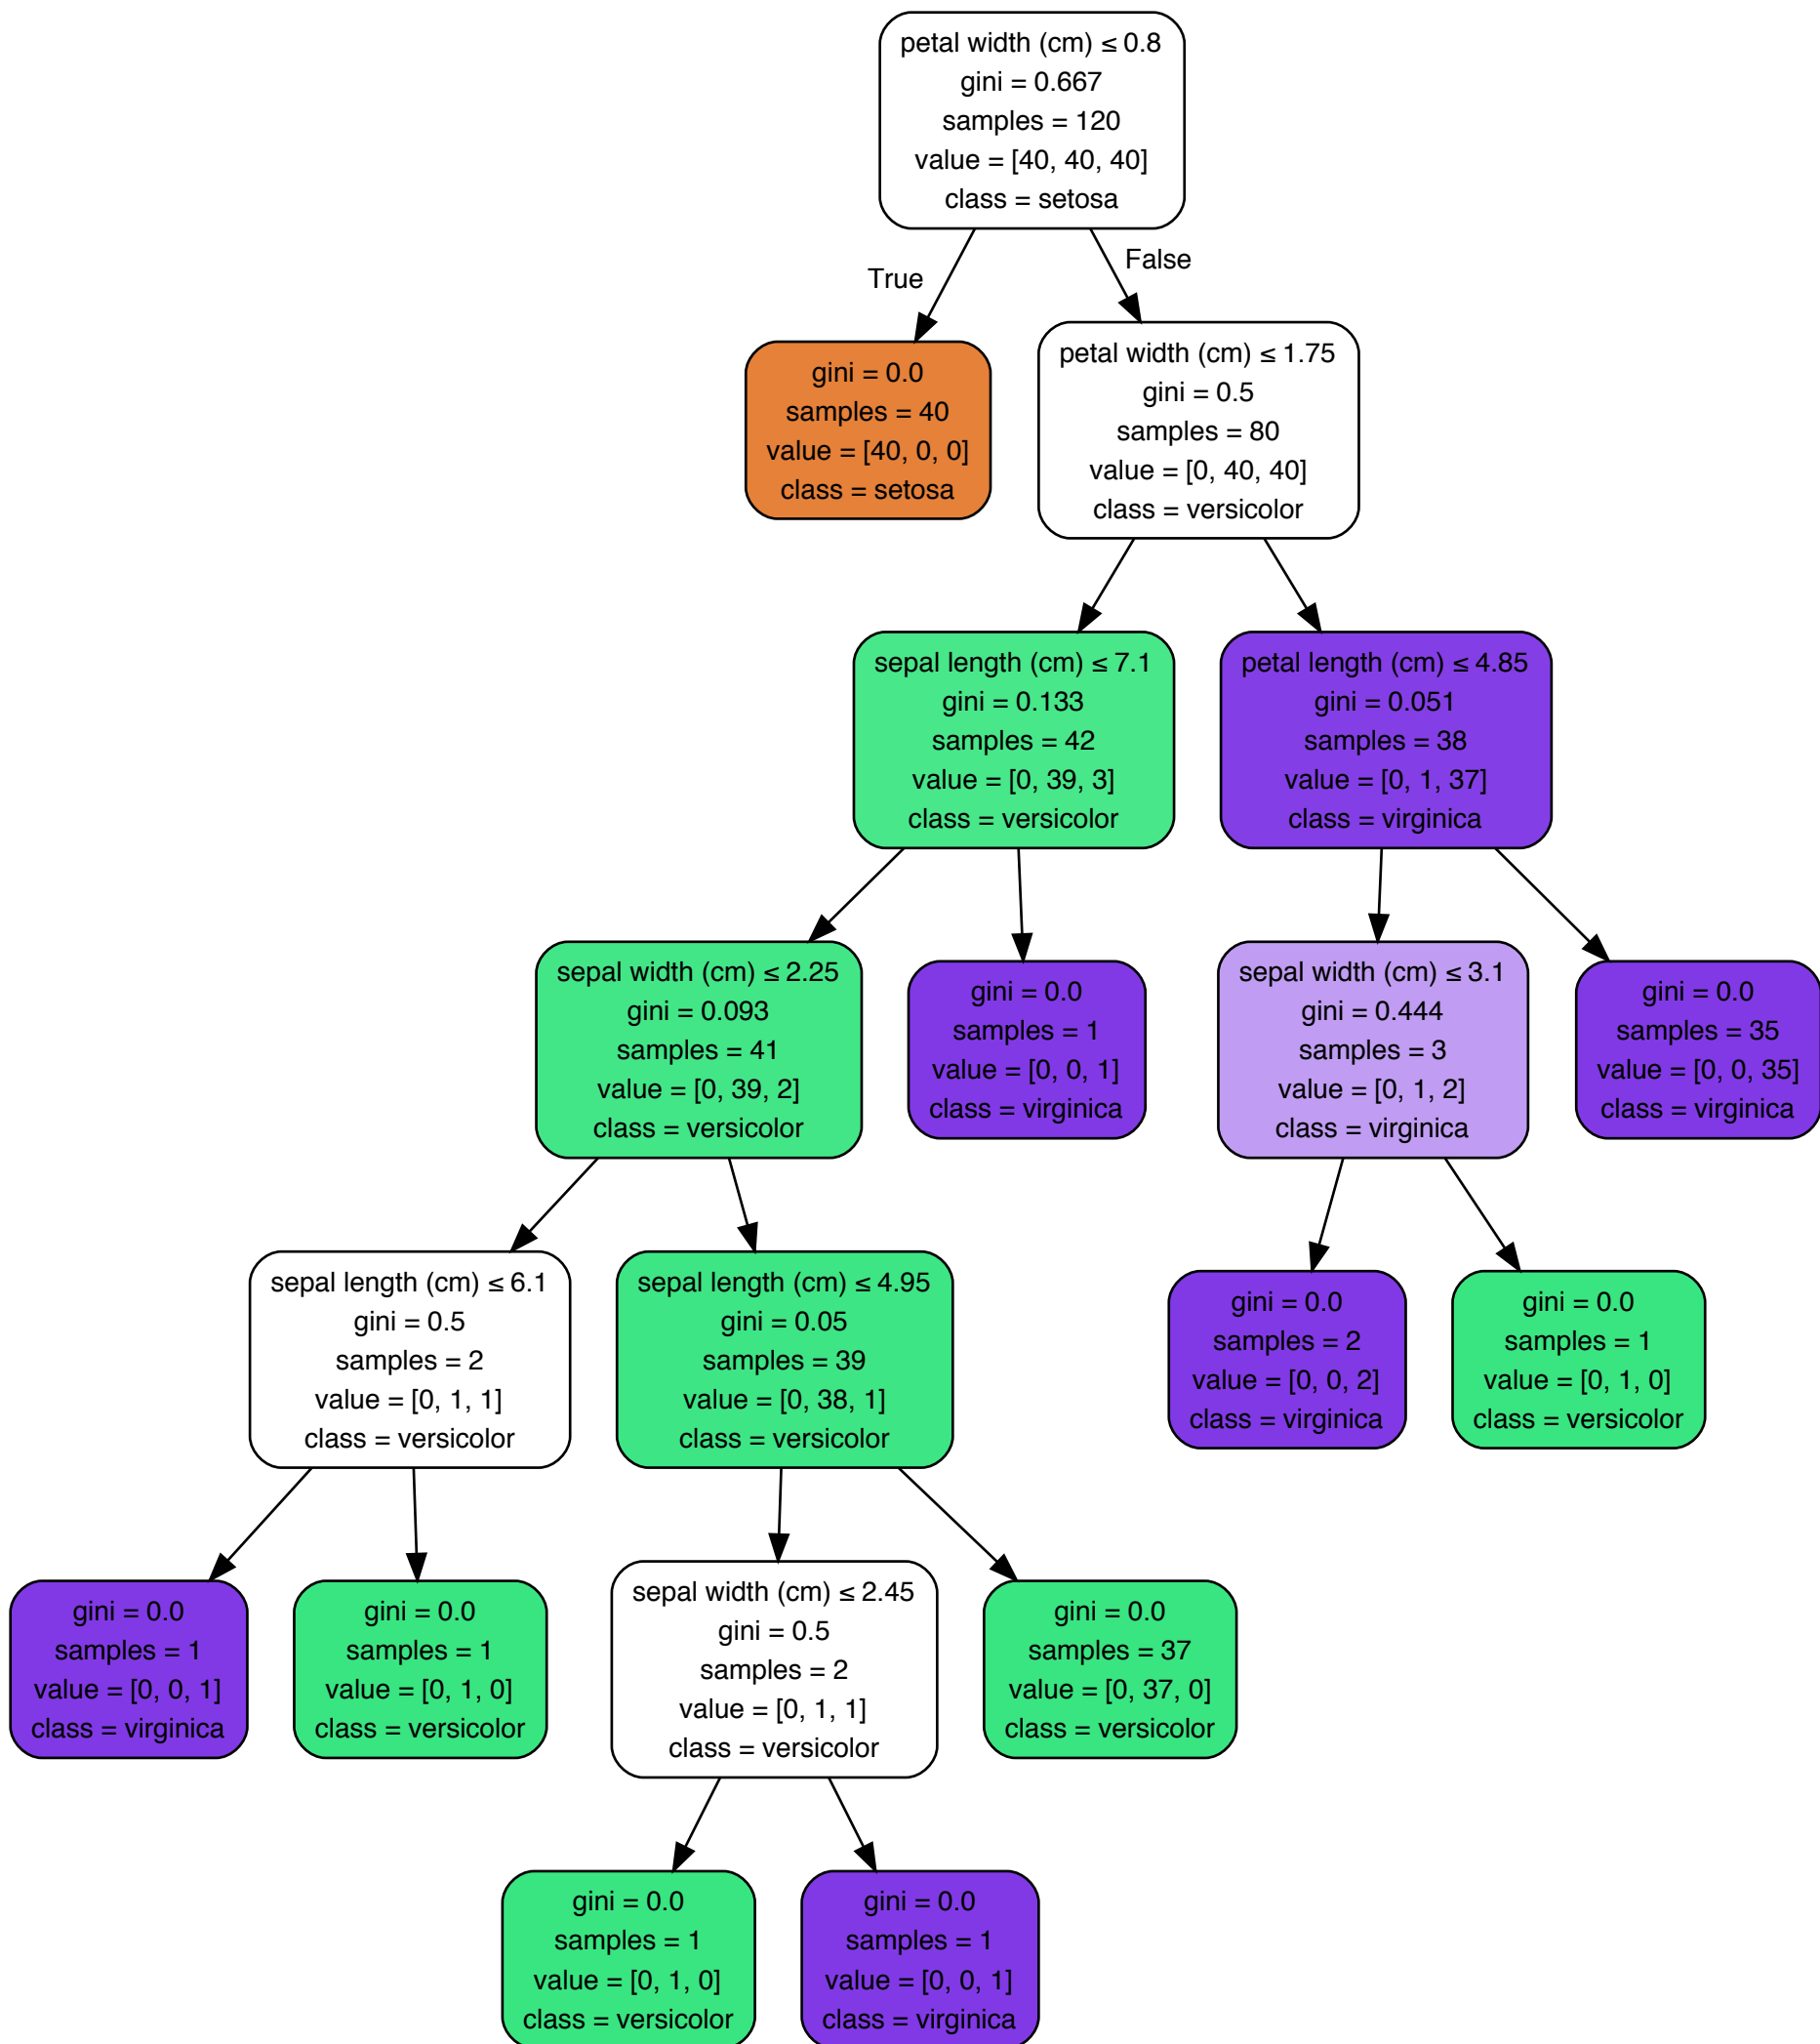 petal width (cm) ≤ 0.8
gini = 0.667
samples = 120
value = [40, 40, 40]
class = setosa
True
False
gini = 0.0
samples = 40
value = [40, 0, 0]
class = setosa
petal width (cm) ≤ 1.75
gini = 0.5
samples = 80
value = [0, 40, 40]
class = versicolor
sepal length (cm) ≤ 7.1
gini = 0.133
samples = 42
value = [0, 39, 3]
class = versicolor
petal length (cm) ≤ 4.85
gini = 0.051
samples = 38
value = [0, 1, 37]
class = virginica
sepal width (cm) ≤ 2.25
gini = 0.093
samples = 41
value = [0, 39, 2]
class = versicolor
gini = 0.0
samples = 1
value = [0, 0, 1]
class = virginica
sepal width (cm) ≤ 3.1
gini = 0.444
samples = 3
value = [0, 1, 2]
class = virginica
gini = 0.0
samples = 35
value = [0, 0, 35]
class = virginica
sepal length (cm) ≤ 6.1
gini = 0.5
samples = 2
value = [0, 1, 1]
class = versicolor
sepal length (cm) ≤ 4.95
gini = 0.05
samples = 39
value = [0, 38, 1]
class = versicolor
gini = 0.0
samples = 2
value = [0, 0, 2]
class = virginica
gini = 0.0
samples = 1
value = [0, 1, 0]
class = versicolor
gini = 0.0
samples = 1
value = [0, 0, 1]
class = virginica
gini = 0.0
samples = 1
value = [0, 1, 0]
class = versicolor
sepal width (cm) ≤ 2.45
gini = 0.5
samples = 2
value = [0, 1, 1]
class = versicolor
gini = 0.0
samples = 37
value = [0, 37, 0]
class = versicolor
gini = 0.0
samples = 1
value = [0, 1, 0]
class = versicolor
gini = 0.0
samples = 1
value = [0, 0, 1]
class = virginica